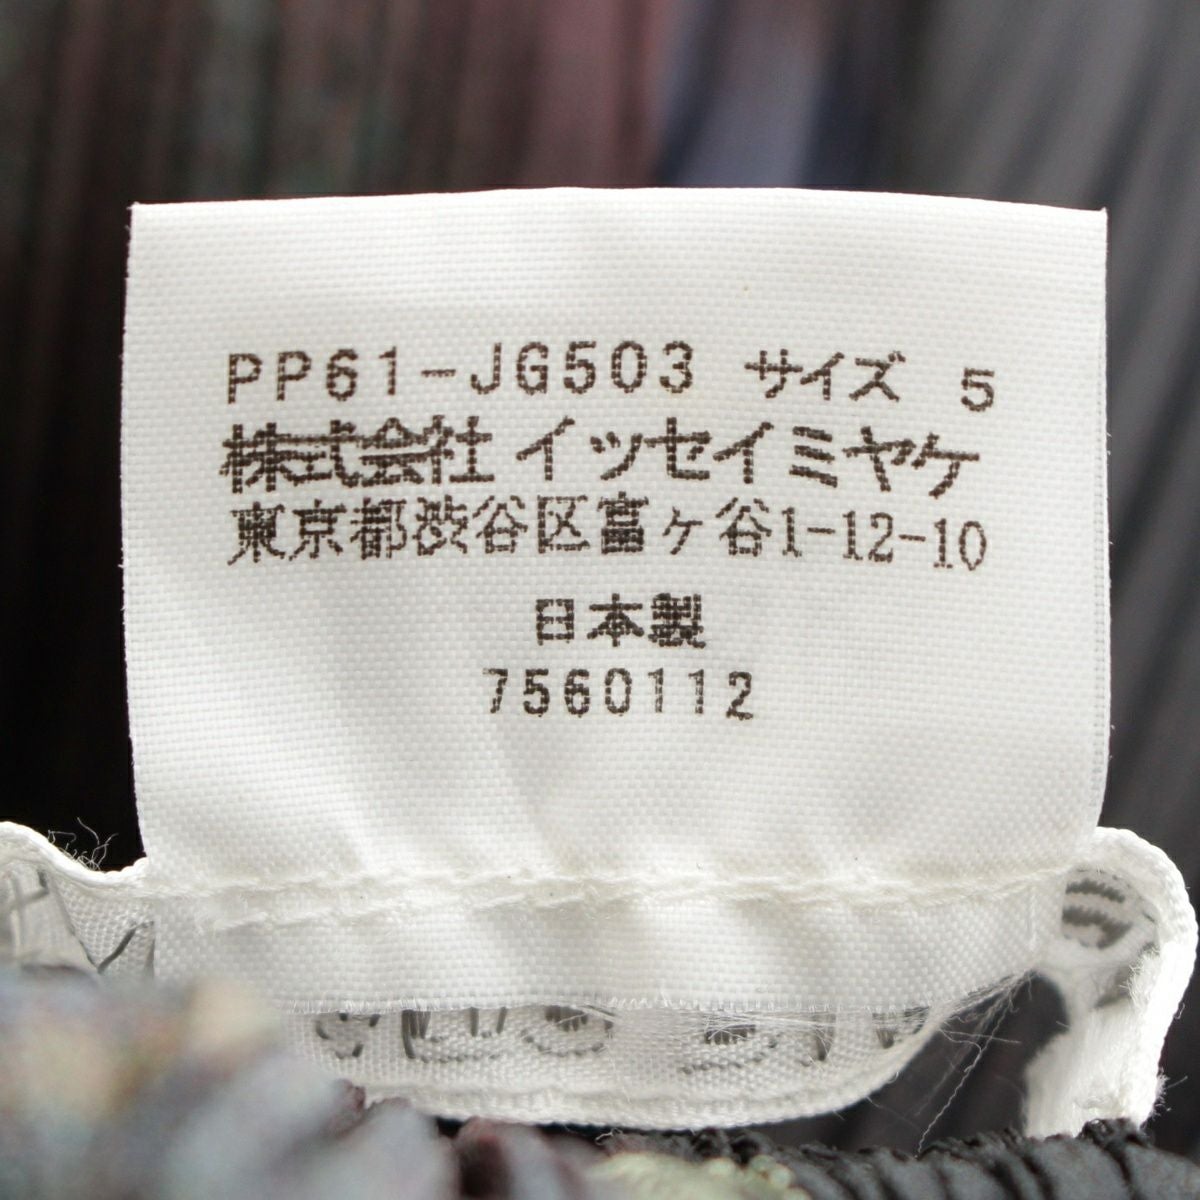 PP61-JG503 サイズ 5
株式会社イッセイミヤケ
東京都渋谷区富ヶ谷1-12-10
日本製
7560112